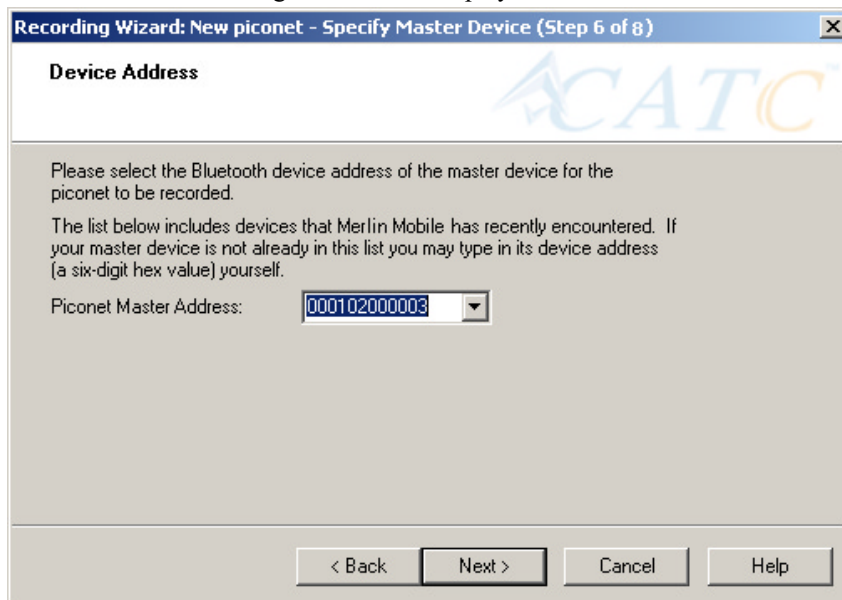 Recording Wizard: New piconet - Specify Master Device (Step 6 of 8)
Device Address
CATC
Please select the Bluetooth device address of the master device for the
piconet to be recorded.
The list below includes devices that Merlin Mobile has recently encountered. If
your master device is not already in this list you may type in its device address
(a six-digit hex value) yourself.
Piconet Master Address: 000102000003
< Back Next > Cancel Help